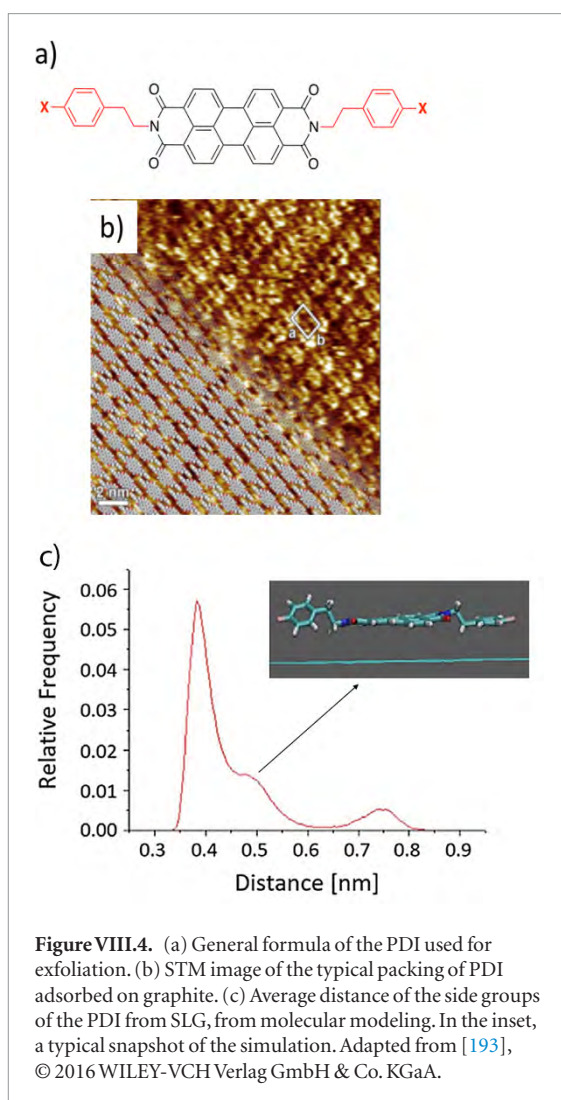 a)
X
O
N
O
O
N
O
X
b)
a
b
2 nm
c)
0.06
0.05
0.04
0.03
0.02
0.01
0.00
Relative Frequency
0.3 0.4 0.5 0.6 0.7 0.8 0.9
Distance [nm]
Figure VIII.4. (a) General formula of the PDI used for
exfoliation. (b) STM image of the typical packing of PDI
adsorbed on graphite. (c) Average distance of the side groups
of the PDI from SLG, from molecular modeling. In the inset,
a typical snapshot of the simulation. Adapted from [193],
© 2016 WILEY-VCH Verlag GmbH & Co. KGaA.